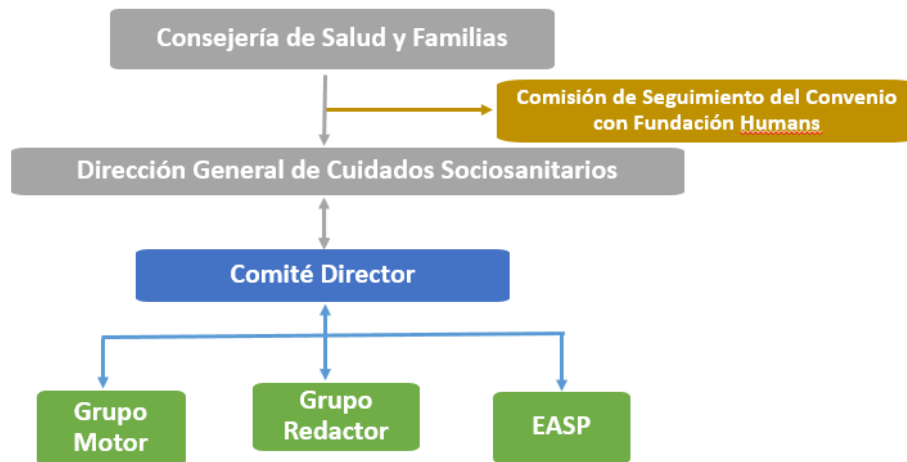 Consejería de Salud y Familias
Comisión de Seguimiento del Convenio
con Fundación Humans
Dirección General de Cuidados Sociosanitarios
Comité Director
Grupo
Motor
Grupo
Redactor
EASP